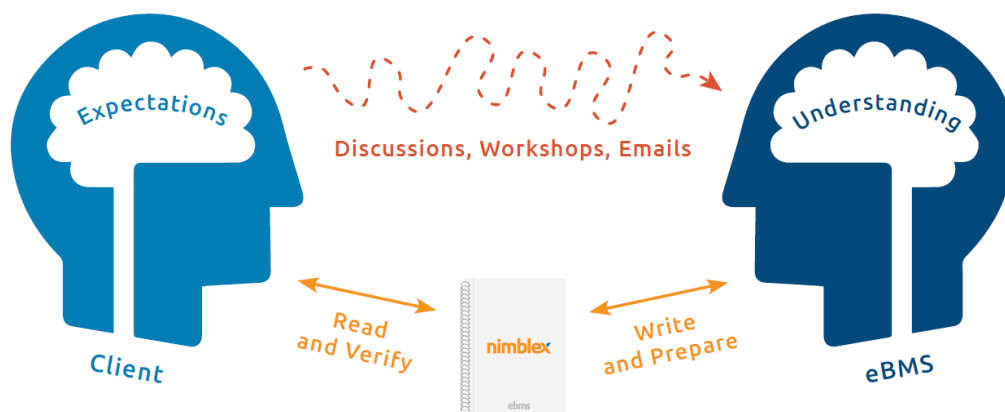 Expectations
Understanding
Discussions, Workshops, Emails
Read
and Verify
nimblex
ebms
Write
and Prepare
Client
eBMS